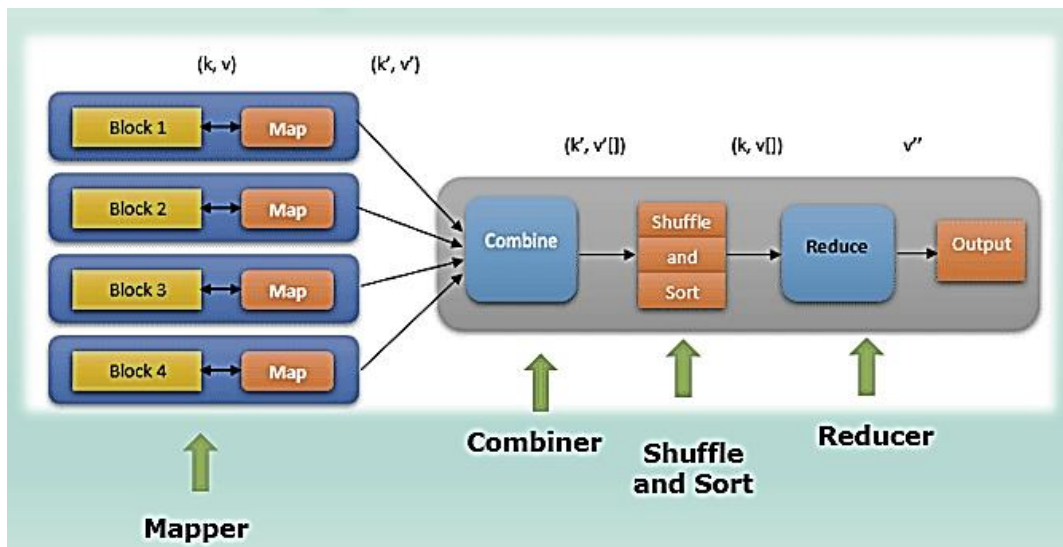 (k, v)
(k’, v’)
Block 1
Map
Block 2
Map
Block 3
Map
Block 4
Map
(k’, v’[])
(k, v[])
v’’
Combine
Shuffle
and
Sort
Reduce
Output
Mapper
Combiner
Shuffle
and Sort
Reducer